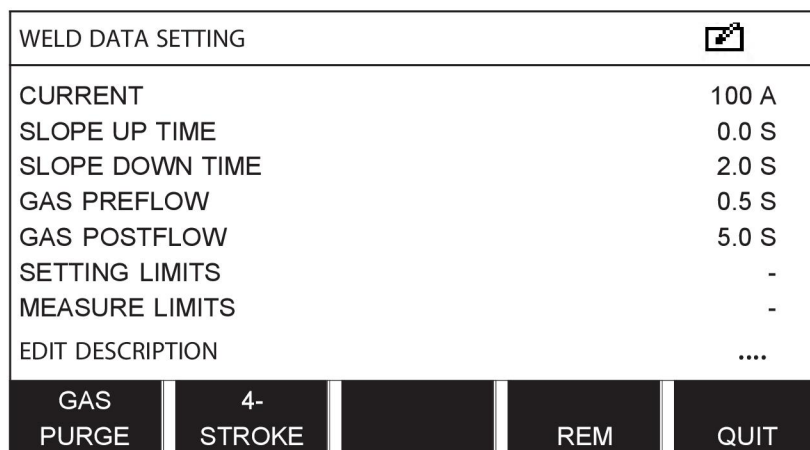 WELD DATA SETTING
CURRENT 100 A
SLOPE UP TIME 0.0 S
SLOPE DOWN TIME 2.0 S
GAS PREFLOW 0.5 S
GAS POSTFLOW 5.0 S
SETTING LIMITS -
MEASURE LIMITS -
EDIT DESCRIPTION ....
GAS PURGE
4-STROKE
REM
QUIT